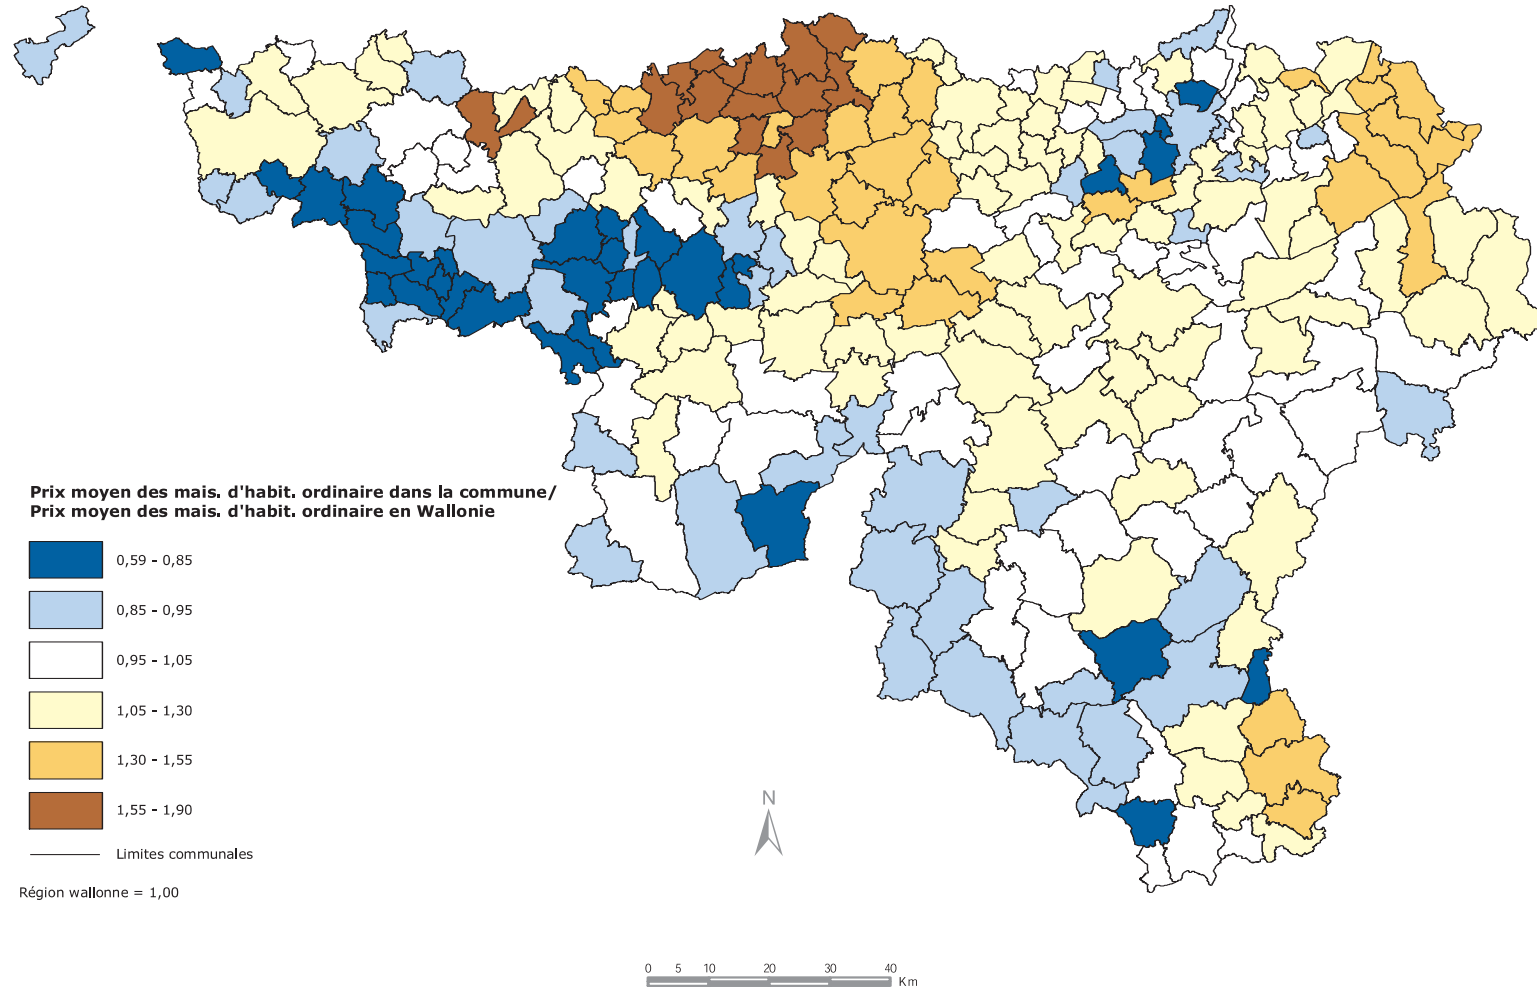 Prix moyen des mais. d'habit. ordinaire dans la commune/
Prix moyen des mais. d'habit. ordinaire en Wallonie
0,59 - 0,85
0,85 - 0,95
0,95 - 1,05
1,05 - 1,30
1,30 - 1,55
1,55 - 1,90
Limites communales
Région wallonne = 1,00
N
0 5 10 20 30 40
Km